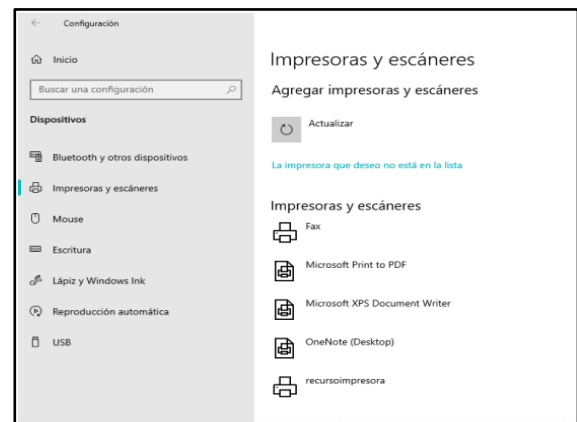 Configuración
Inicio
Buscar una configuración
Dispositivos
Bluetooth y otros dispositivos
Impresoras y escáneres
Mouse
Escritura
Lápiz y Windows Ink
Reproducción automática
USB
Impresoras y escáneres
Agregar impresoras y escáneres
Actualizar
La impresora que deseo no está en la lista
Impresoras y escáneres
Fax
Microsoft Print to PDF
Microsoft XPS Document Writer
OneNote (Desktop)
recursoimpresora